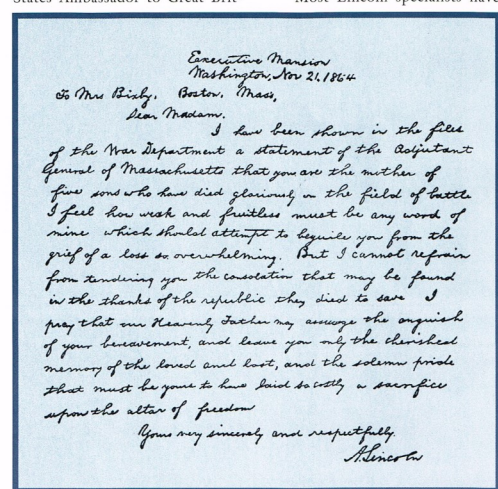 States Ambassador to Great Brit-
Most Lincoln specialists have
Executive Mansion
Washington, Nov 21, 1864
To Mrs Bixby, Boston, Mass,
Dear Madam.
I have been shown in the files
of the War Department a statement of the Adjutant
General of Massachusetts that you are the mother of
five sons who have died gloriously on the field of battle
I feel how weak and fruitless must be any word of
mine which should attempt to beguile you from the
grief of a loss so overwhelming. But I cannot refrain
from tendering you the consolation that may be found
in the thanks of the republic they died to save I
pray that our Heavenly Father may assuage the anguish
of your bereavement, and leave you only the cherished
memory of the loved and lost, and the solemn pride
that must be yours to have laid so costly a sacrifice
upon the altar of freedom
Yours very sincerely and respectfully.
A. Lincoln